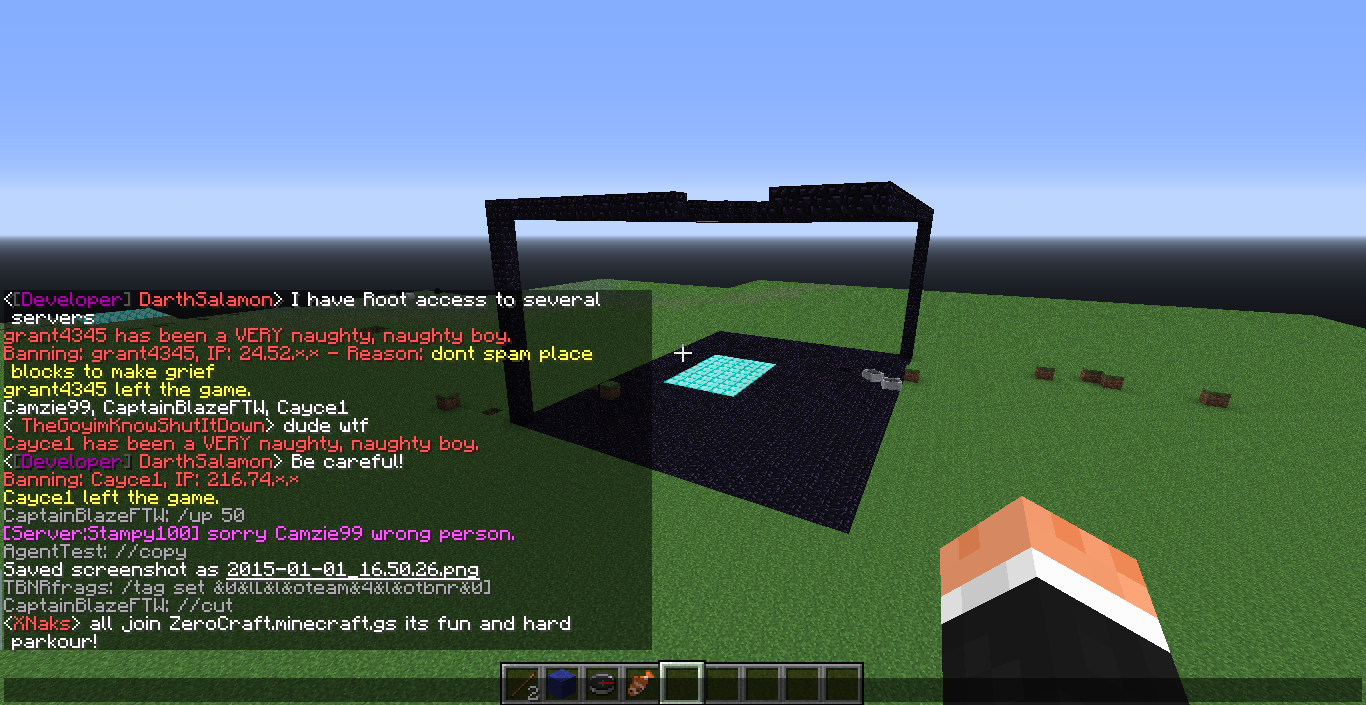 <[Developer] DarthSalamon> I have Root access to several
servers
grant4345 has been a VERY naughty, naughty boy.
Banning: grant4345, IP: 24.52.x.x - Reason: dont spam place
blocks to make grief
grant4345 left the game.
Camzie99, CaptainBlazeFTW, Cayce1
< TheGoyimKnowShutItDown> dude wtf
Cayce1 has been a VERY naughty, naughty boy.
<[Developer] DarthSalamon> Be careful!
Banning: Cayce1, IP: 216.74.x.x
Cayce1 left the game.
CaptainBlazeFTW: /up 50
[Server:Stampy100] sorry Camzie99 wrong person.
AgentTest: //copy
Saved screenshot as 2015-01-01_16.50.26.png
TBNRfrags: /tag set &0&lL&l&oteam&4&l&otbnr&0]
CaptainBlazeFTW: //cut
<XNaks> all join ZeroCraft.minecraft.gs its fun and hard
parkour!
2